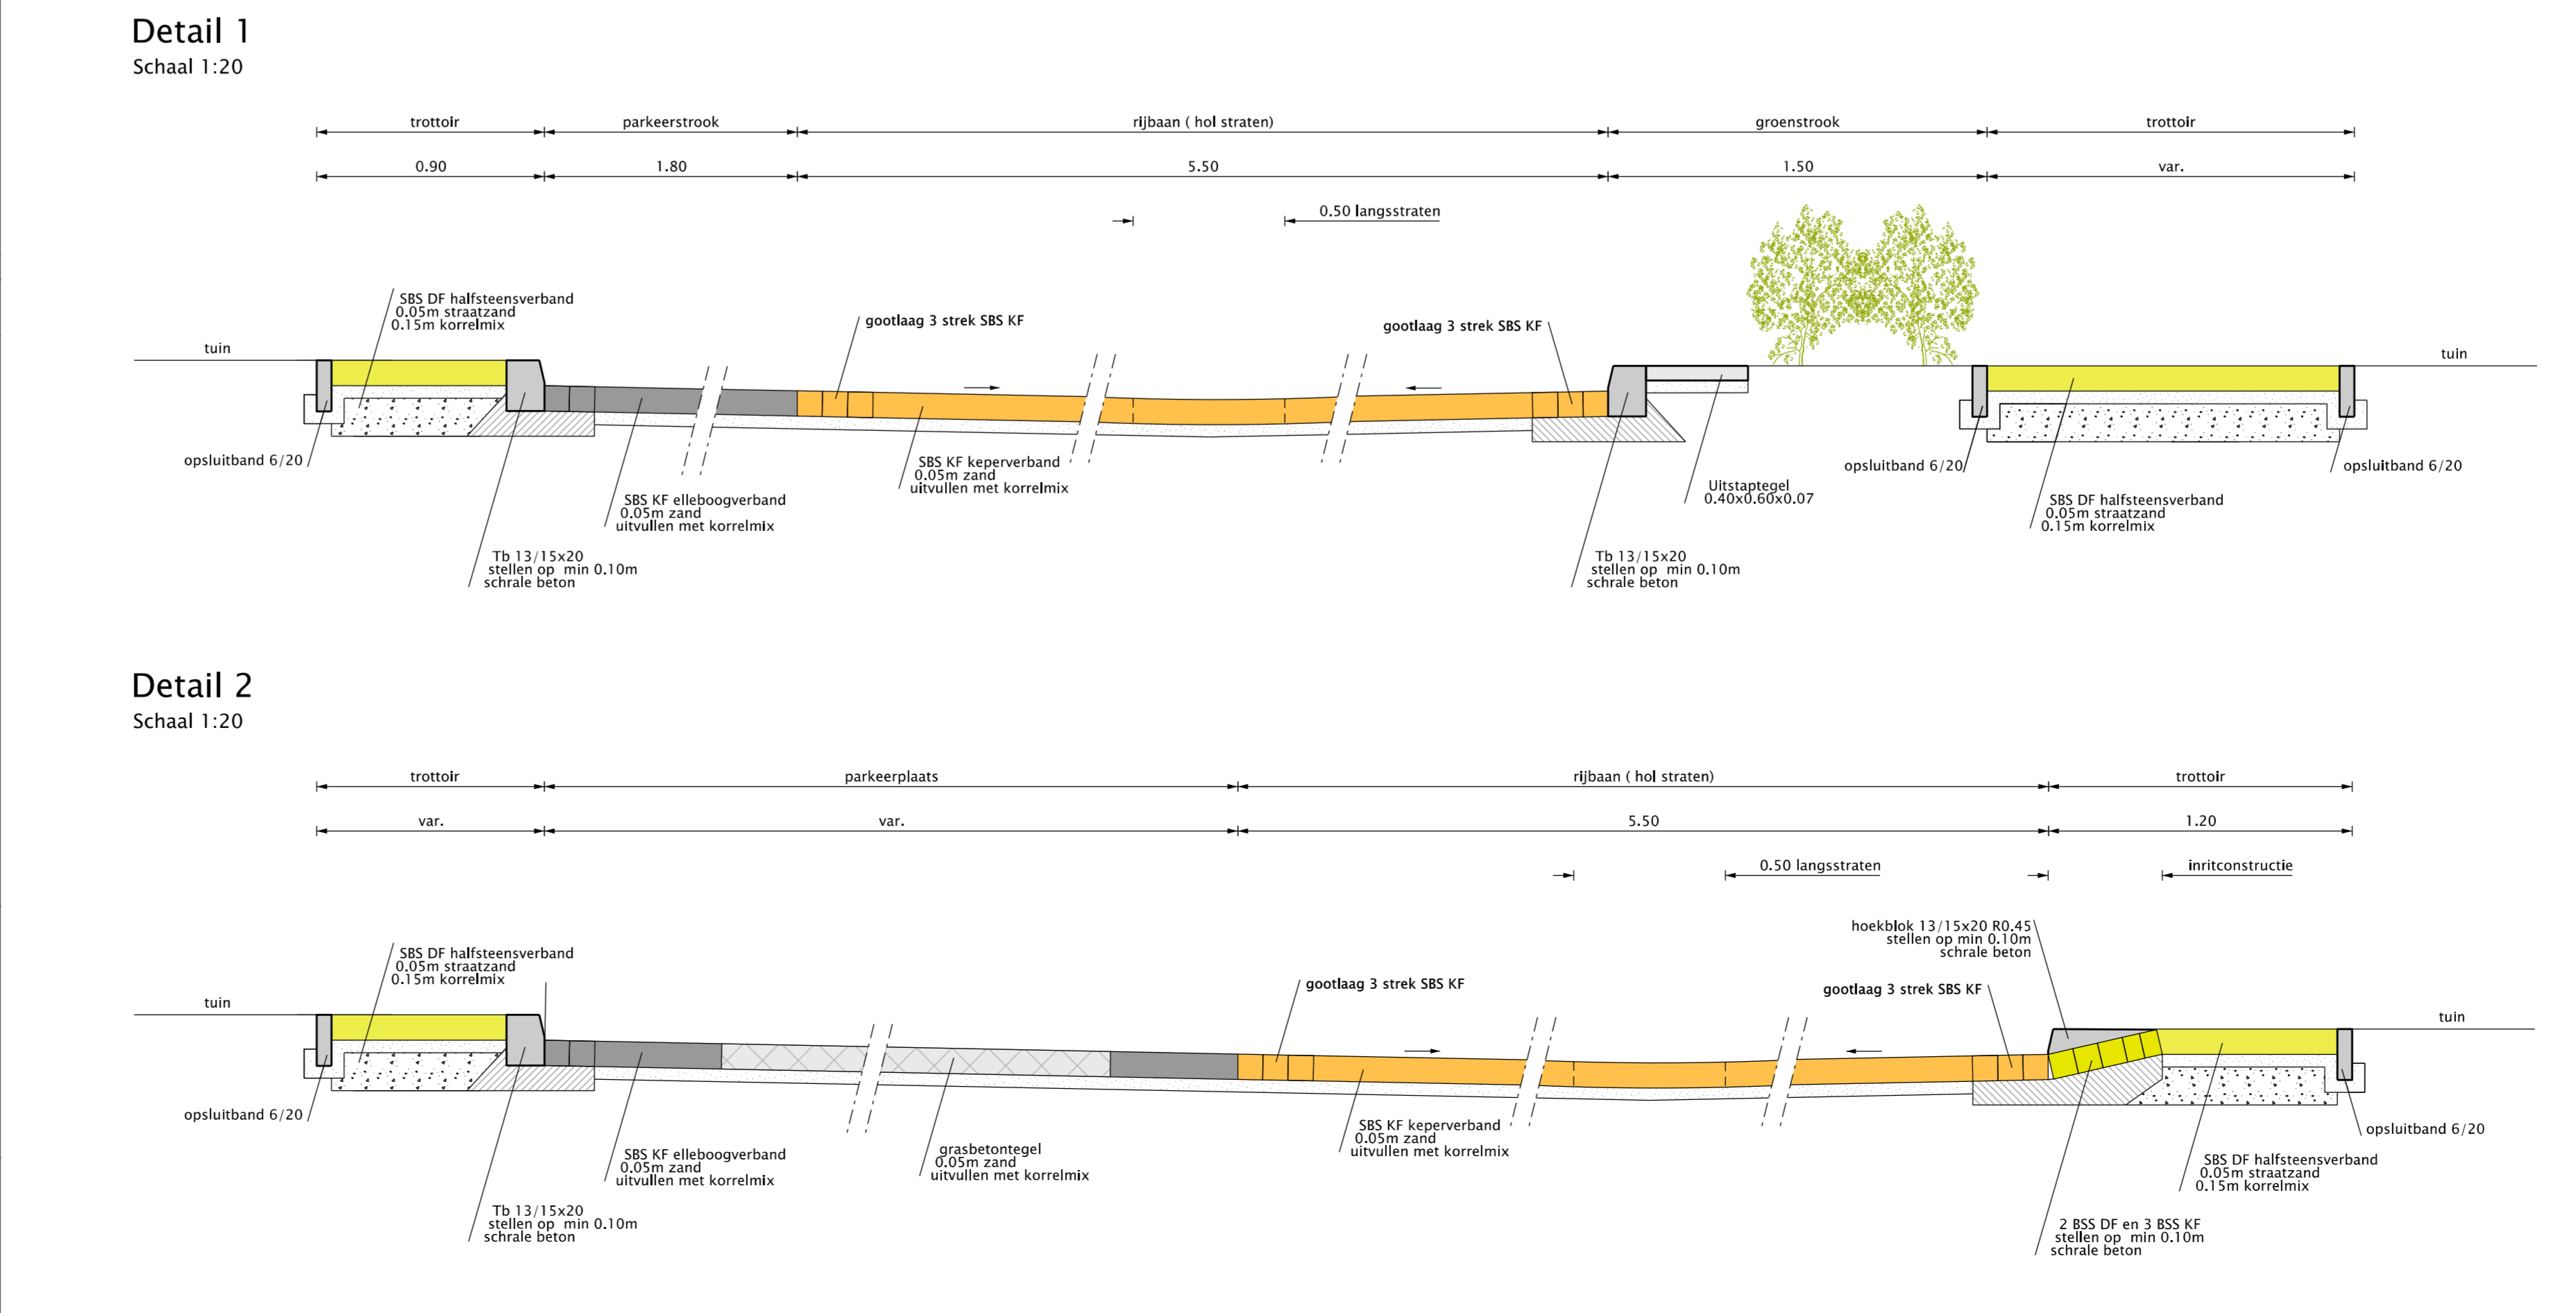 Detail 1
Schaal 1:20
trottoir
parkeerstrook
rijbaan ( hol straten)
groenstrook
trottoir
0.90
1.80
5.50
1.50
var.
0.50 langsstraten
SBS DF halfsteensverband
0.05m straatzand
0.15m korrelmix
gootlaag 3 strek SBS KF
gootlaag 3 strek SBS KF
tuin
tuin
opsluitband 6/20
SBS KF elleboogverband
0.05m zand
uitvullen met korrelmix
SBS KF keperverband
0.05m zand
uitvullen met korrelmix
Uitstaptegel
0.40x0.60x0.07
opsluitband 6/20
opsluitband 6/20
SBS DF halfsteensverband
0.05m straatzand
0.15m korrelmix
Tb 13/15x20
stellen op min 0.10m
schrale beton
Tb 13/15x20
stellen op min 0.10m
schrale beton
Detail 2
Schaal 1:20
trottoir
parkeerplaats
rijbaan ( hol straten)
trottoir
var.
var.
5.50
1.20
0.50 langsstraten
inritconstructie
hoekblok 13/15x20 R0.45
stellen op min 0.10m
schrale beton
SBS DF halfsteensverband
0.05m straatzand
0.15m korrelmix
gootlaag 3 strek SBS KF
gootlaag 3 strek SBS KF
tuin
tuin
opsluitband 6/20
SBS KF elleboogverband
0.05m zand
uitvullen met korrelmix
grasbetontegel
0.05m zand
uitvullen met korrelmix
SBS KF keperverband
0.05m zand
uitvullen met korrelmix
opsluitband 6/20
SBS DF halfsteensverband
0.05m straatzand
0.15m korrelmix
Tb 13/15x20
stellen op min 0.10m
schrale beton
2 BSS DF en 3 BSS KF
stellen op min 0.10m
schrale beton